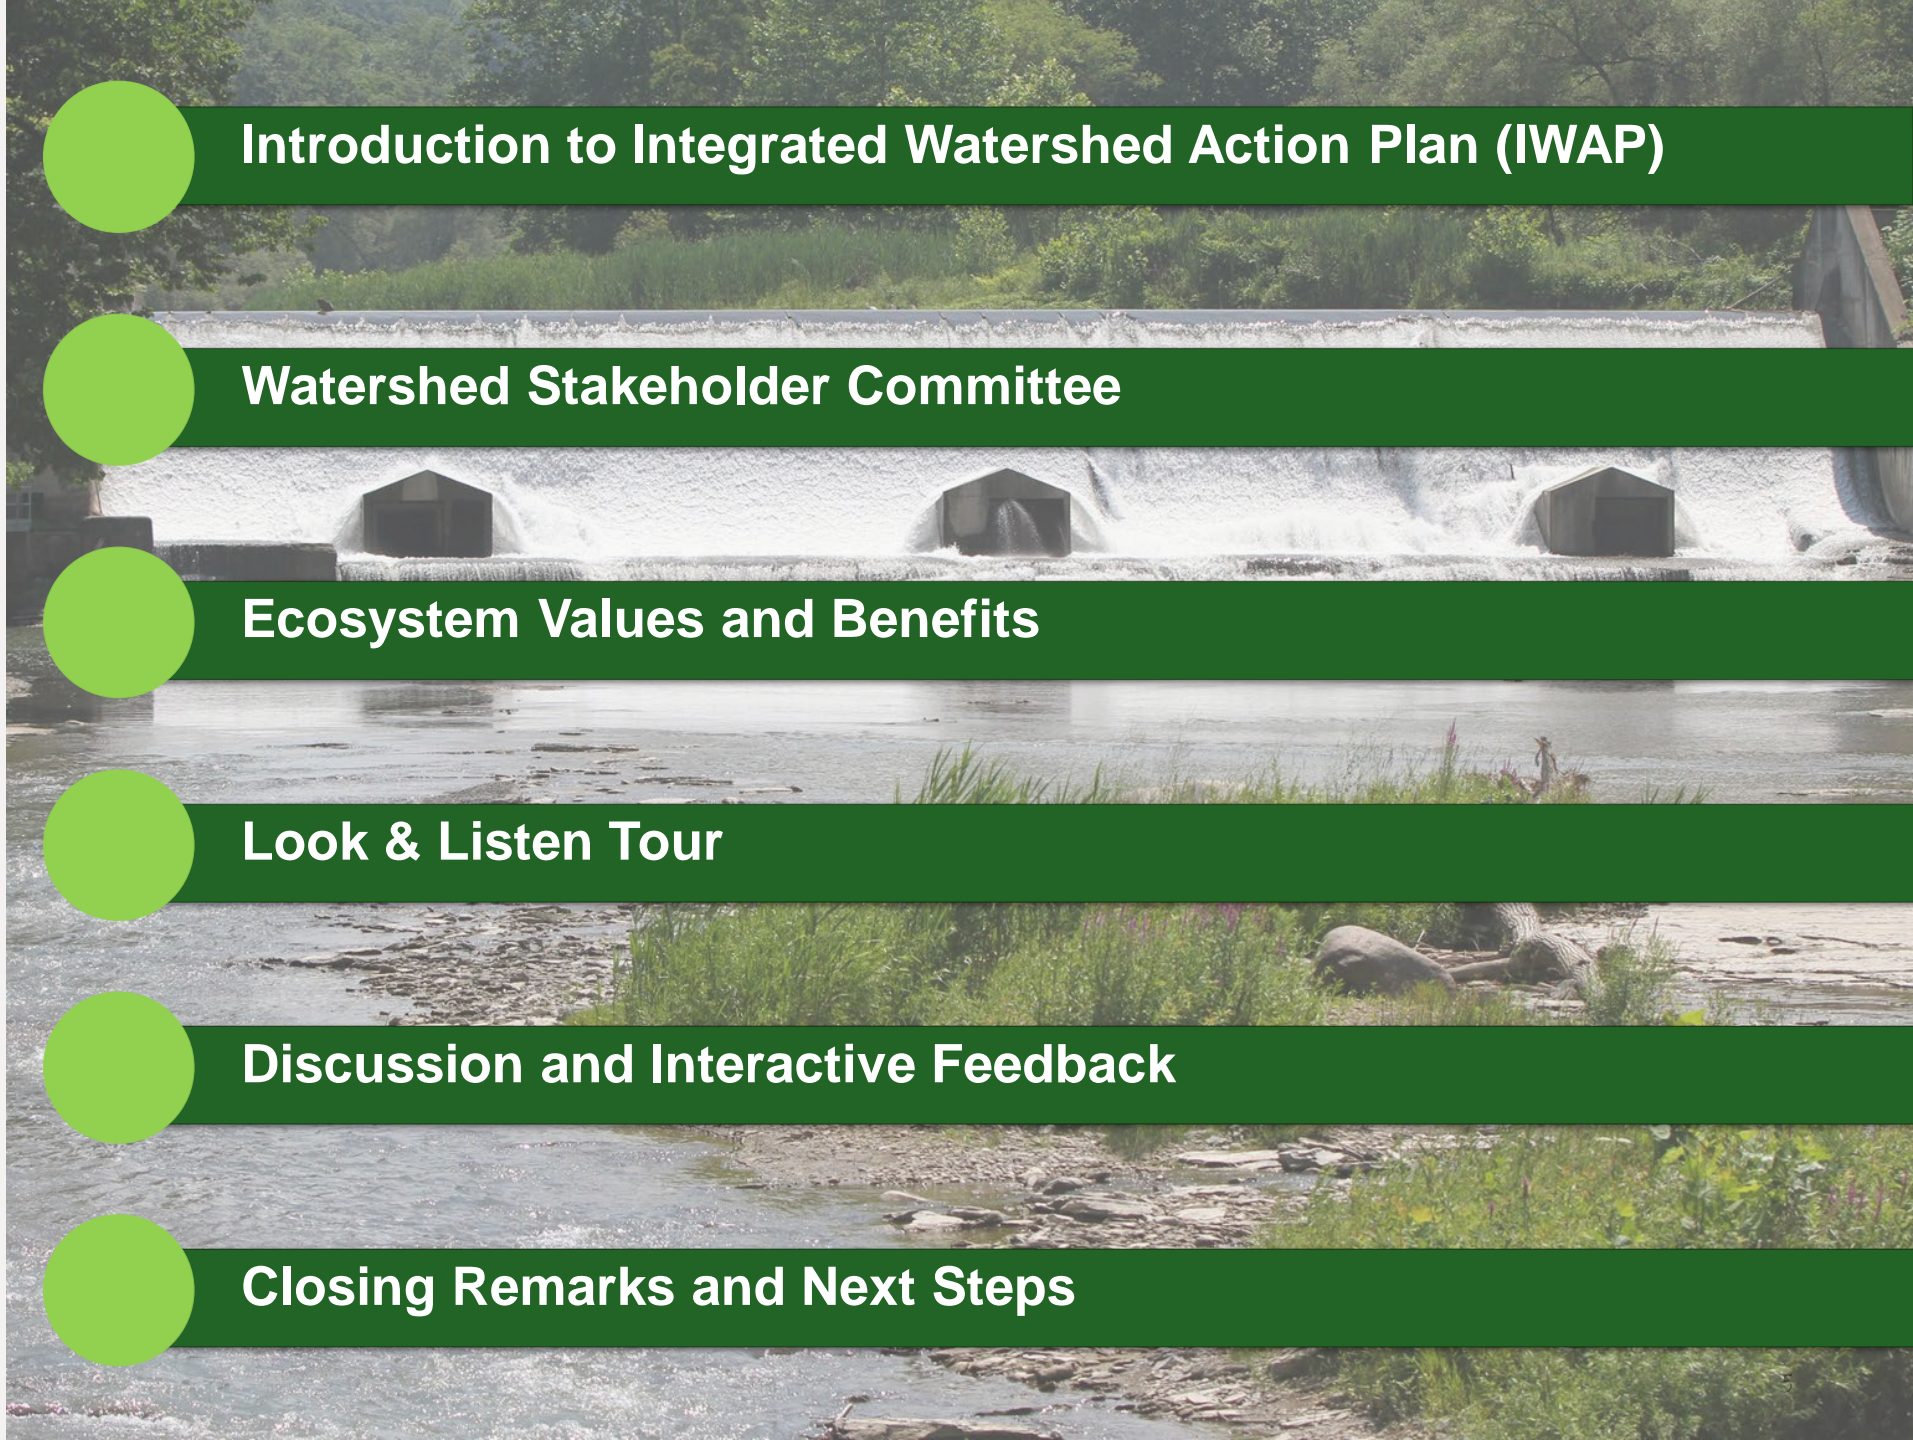 Introduction to Integrated Watershed Action Plan (IWAP)
Watershed Stakeholder Committee
Ecosystem Values and Benefits
Look & Listen Tour
Discussion and Interactive Feedback
Closing Remarks and Next Steps